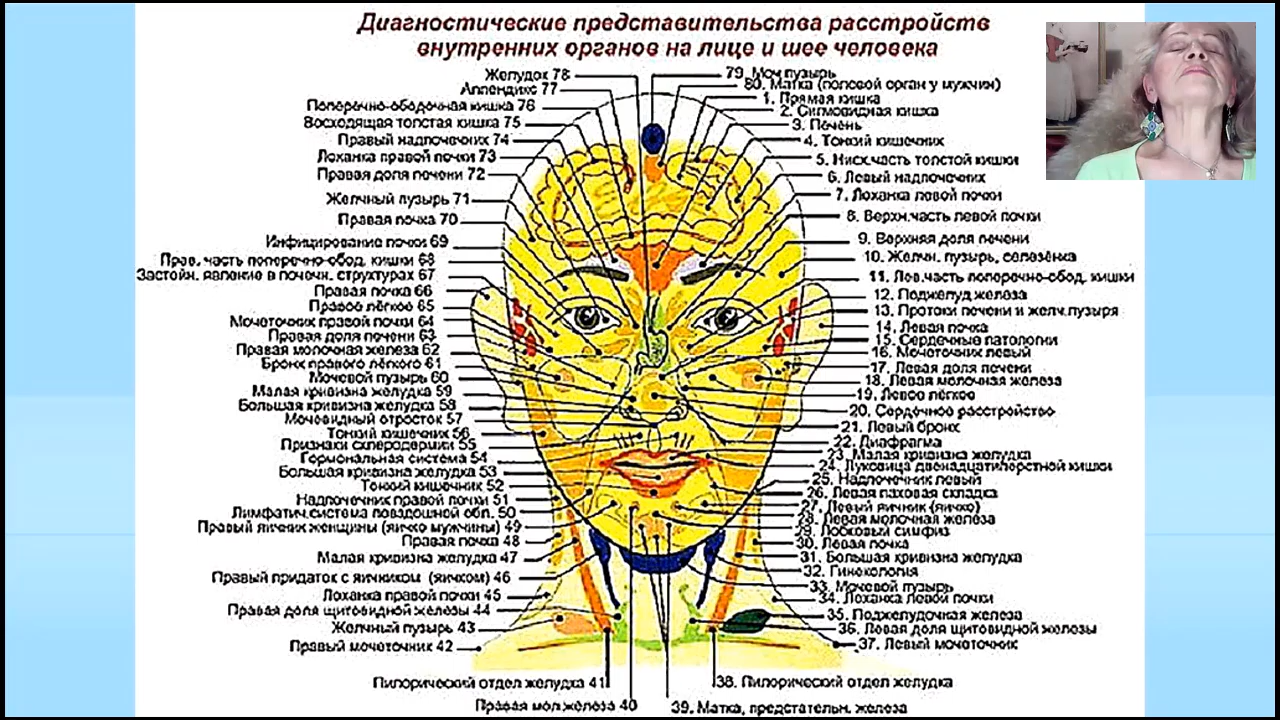 Диагностические представительства расстройств
внутренних органов на лице и шее человека
Желудок 78
Аппендикс 77
Поперечно-ободочная кишка 76
Восходящая толстая кишка 75
Правый надпочечник 74
Лоханка правой почки 73
Правая доля печени 72
Желчный пузырь 71
Правая почка 70
Инфицирование почки 69
Прав. часть поперечно-обод. кишки 68
Застойн. явление в почечн. структурах 67
Правая почка 66
Правое лёгкое 65
Мочеточник правой почки 64
Правая доля печени 63
Правая молочная железа 62
Бронх правого лёгкого 61
Мочевой пузырь 60
Малая кривизна желудка 59
Большая кривизна желудка 58
Мочевидный отросток 57
Тонкий кишечник 56
Признаки склеродермии 55
Гормональная система 54
Большая кривизна желудка 53
Тонкий кишечник 52
Надпочечник правой почки 51
Лимфатич.система повздошной обл. 50
Правый яичник женщины (яичко мужчины) 49
Правая почка 48
Малая кривизна желудка 47
Правый придаток с яичником (яичком) 46
Лоханка правой почки 45
Правая доля щитовидной железы 44
Желчный пузырь 43
Правый мочеточник 42
Пилорический отдел желудка 41
Правая мол.железа 40
79. Моч.пузырь
80. Матка (половой орган у мужчин)
1. Прямая кишка
2. Сигмовидная кишка
3. Печень
4. Тонкий кишечник
5. Нисх.часть толстой кишки
6. Левый надпочечник
7. Лоханка левой почки
8. Верхн.часть левой почки
9. Верхняя доля печени
10. Желчн. пузырь, селезёнка
11. Лев.часть поперечно-обод. кишки
12. Поджелуд.железа
13. Протоки печени и желч.пузыря
14. Левая почка
15. Сердечные патологии
16. Мочеточник левый
17. Левая доля печени
18. Левая молочная железа
19. Левое лёгкое
20. Сердечное расстройство
21. Левый бронх
22. Диафрагма
23. Малая кривизна желудка
24. Луковица двенадцатиперстной кишки
25. Надпочечник левый
26. Левая паховая складка
27. Левый яичник (яичко)
28. Левая молочная железа
29. Лобковый симфиз
30. Левая почка
31. Большая кривизна желудка
32. Гинекология
33. Мочевой пузырь
34. Лоханка левой почки
35. Поджелудочная железа
36. Левая доля щитовидной железы
37. Левый мочеточник
38. Пилорический отдел желудка
39. Матка, предстательн. железа